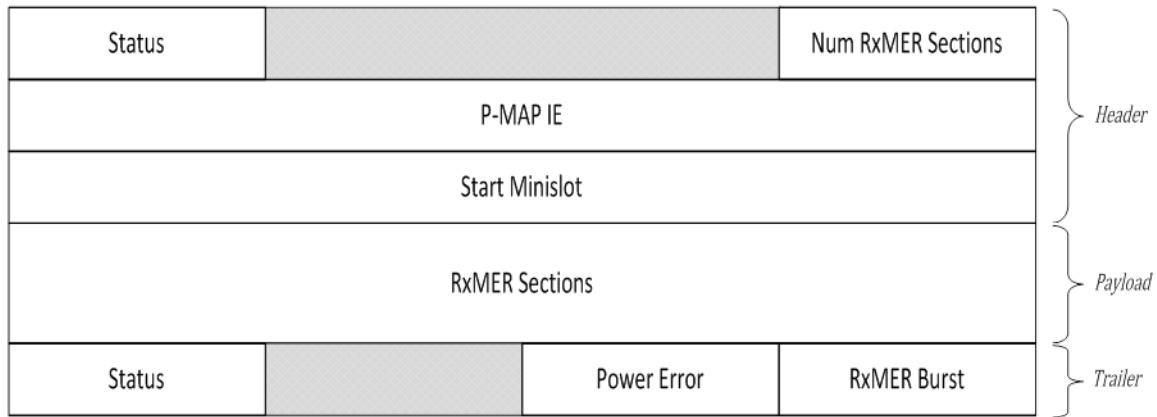 Status
Num RxMER Sections
P-MAP IE
Header
Start Minislot
RxMER Sections
Payload
Status
Power Error
RxMER Burst
Trailer